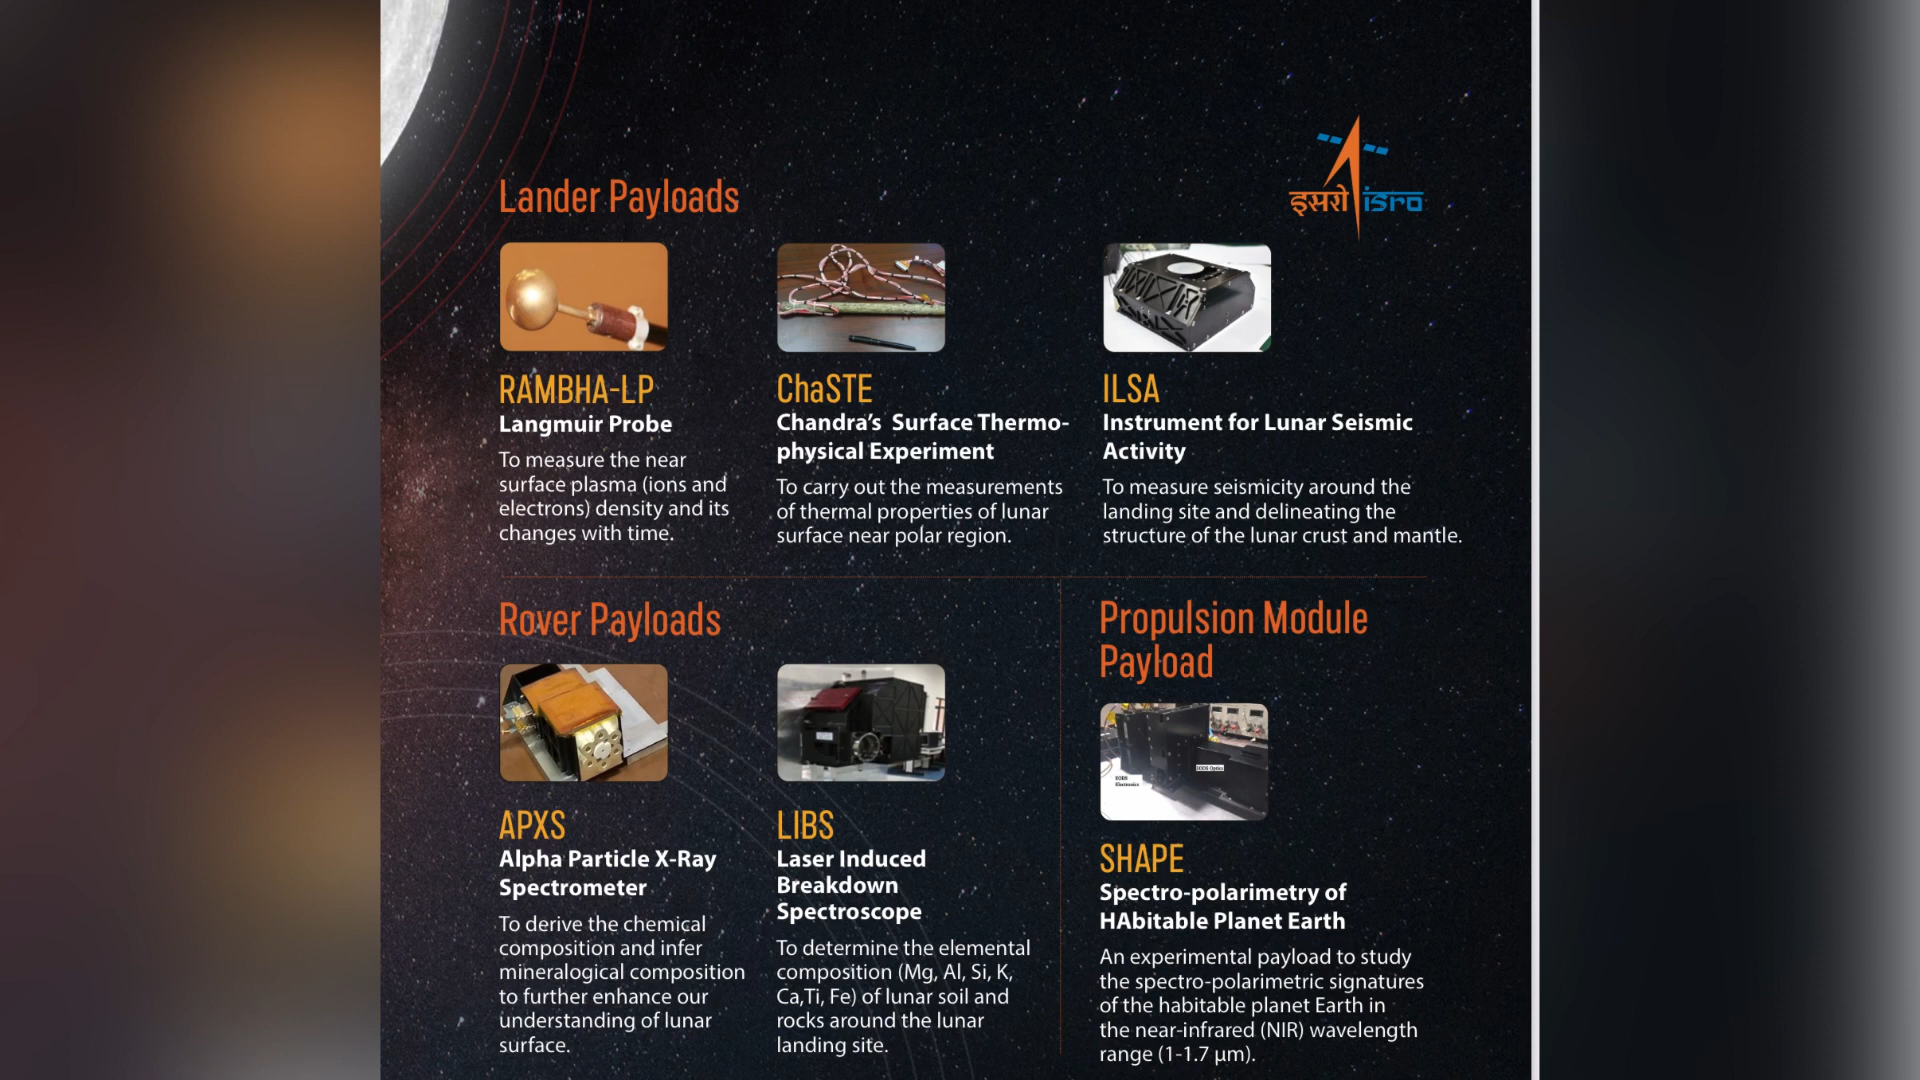 इसरो isro
Lander Payloads
RAMBHA-LP
Langmuir Probe
To measure the near
surface plasma (ions and
electrons) density and its
changes with time.
ChaSTE
Chandra’s Surface Thermo-
physical Experiment
To carry out the measurements
of thermal properties of lunar
surface near polar region.
ILSA
Instrument for Lunar Seismic
Activity
To measure seismicity around the
landing site and delineating the
structure of the lunar crust and mantle.
Rover Payloads
APXS
Alpha Particle X-Ray
Spectrometer
To derive the chemical
composition and infer
mineralogical composition
to further enhance our
understanding of lunar
surface.
LIBS
Laser Induced
Breakdown
Spectroscope
To determine the elemental
composition (Mg, Al, Si, K,
Ca,Ti, Fe) of lunar soil and
rocks around the lunar
landing site.
Propulsion Module
Payload
Electronics
Optics
SHAPE
Spectro-polarimetry of
HAbitable Planet Earth
An experimental payload to study
the spectro-polarimetric signatures
of the habitable planet Earth in
the near-infrared (NIR) wavelength
range (1-1.7 μm).